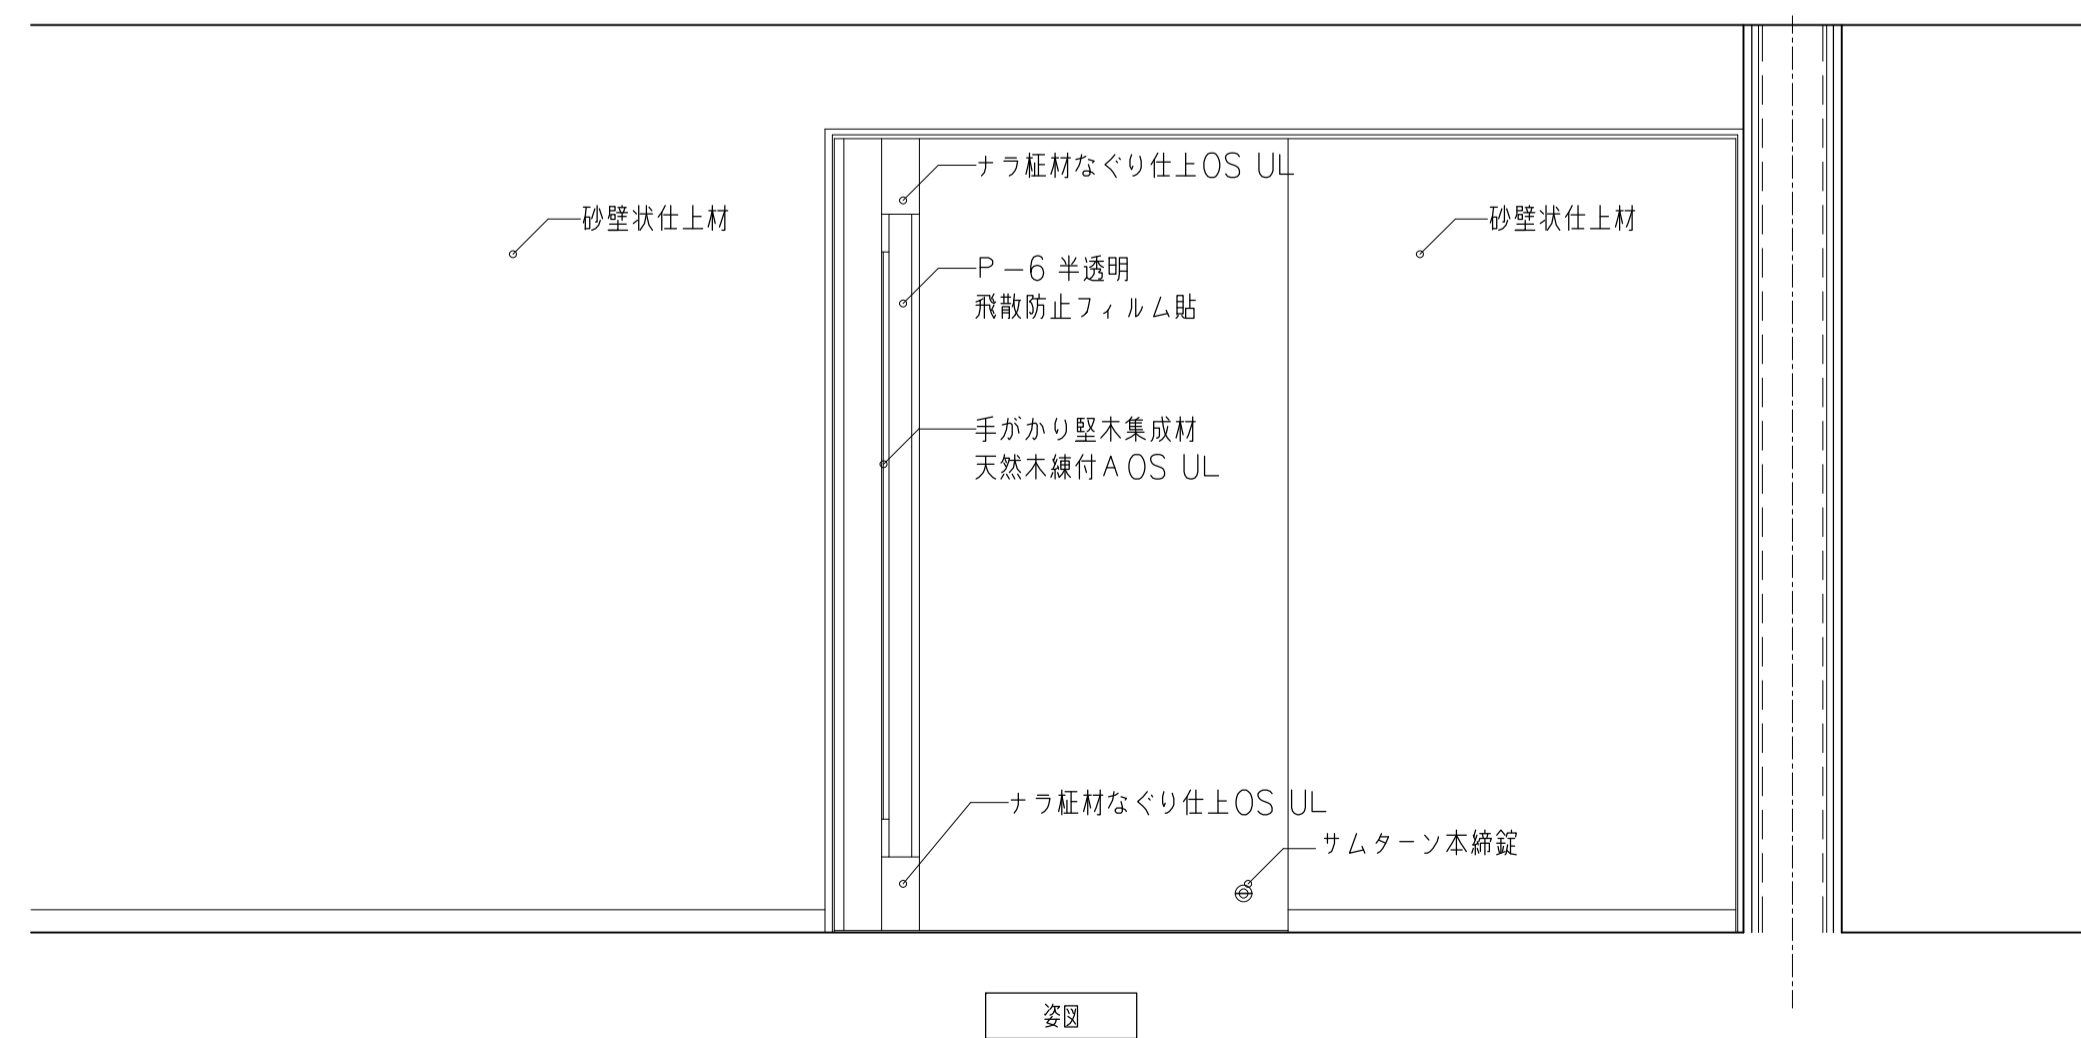 ナラ柾材なぐり仕上OS UL
砂壁状仕上材
砂壁状仕上材
P-6 半透明
飛散防止フィルム貼
手がかり堅木集成材
天然木練付AOS UL
ナラ柾材なぐり仕上OS UL
サムターン本締錠
姿図